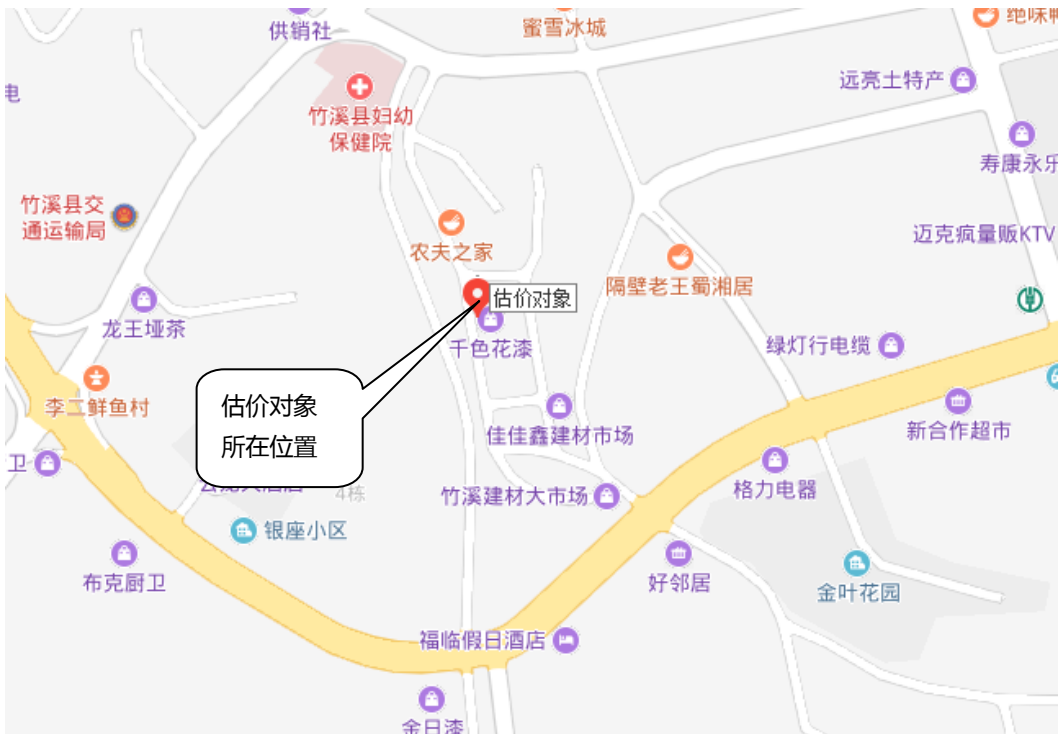 供销社
蜜雪冰城
绝味鸭
电
远亮土特产
竹溪县妇幼
保健院
寿康永乐
竹溪县交
通运输局
迈克疯量贩KTV
农夫之家
隔壁老王蜀湘居
估价对象
龙王垭茶
千色花漆
绿灯行电缆
李二鲜鱼村
估价对象
所在位置
佳佳鑫建材市场
新合作超市
卫
4栋
竹溪建材大市场
格力电器
银座小区
布克厨卫
好邻居
金叶花园
福临假日酒店
金日漆